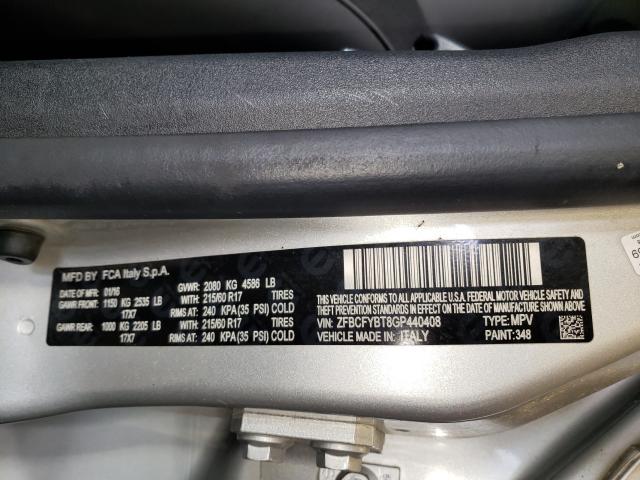 MFD BY FCA Italy S.p.A.
DATE OF MFR: 01/16 GVWR: 2080 KG 4586 LB
GAWR FRONT: 1150 KG 2535 LB WITH: 215/60 R17 TIRES
17X7 RIMS AT: 240 KPA (35 PSI) COLD
GAWR REAR: 1000 KG 2205 LB WITH: 215/60 R17 TIRES
17X7 RIMS AT: 240 KPA (35 PSI) COLD
THIS VEHICLE CONFORMS TO ALL APPLICABLE U.S.A. FEDERAL MOTOR VEHICLE SAFETY, BUMPER AND THEFT
PREVENTION STANDARDS IN EFFECT ON THE DATE OF MANUFACTURE SHOWN ABOVE.
VIN: ZFBCFYBT8GP440408 TYPE: MPV
VEHICLE MADE IN: ITALY PAINT: 348